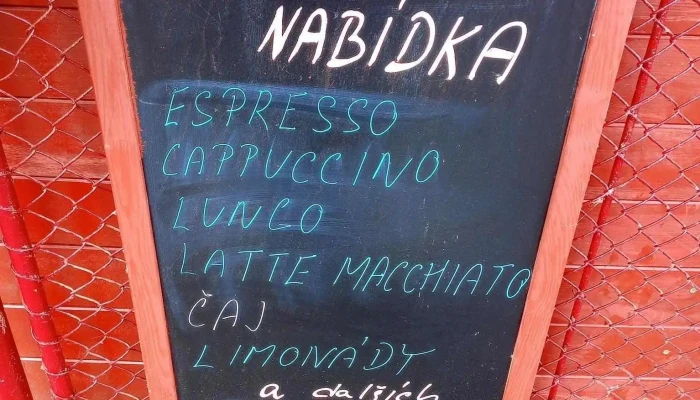 NABÍDKA
ESPRESSO
CAPPUCCINO
LUNGO
LATTE MACCHIATO
ČAJ
LIMONÁDY
a dalších